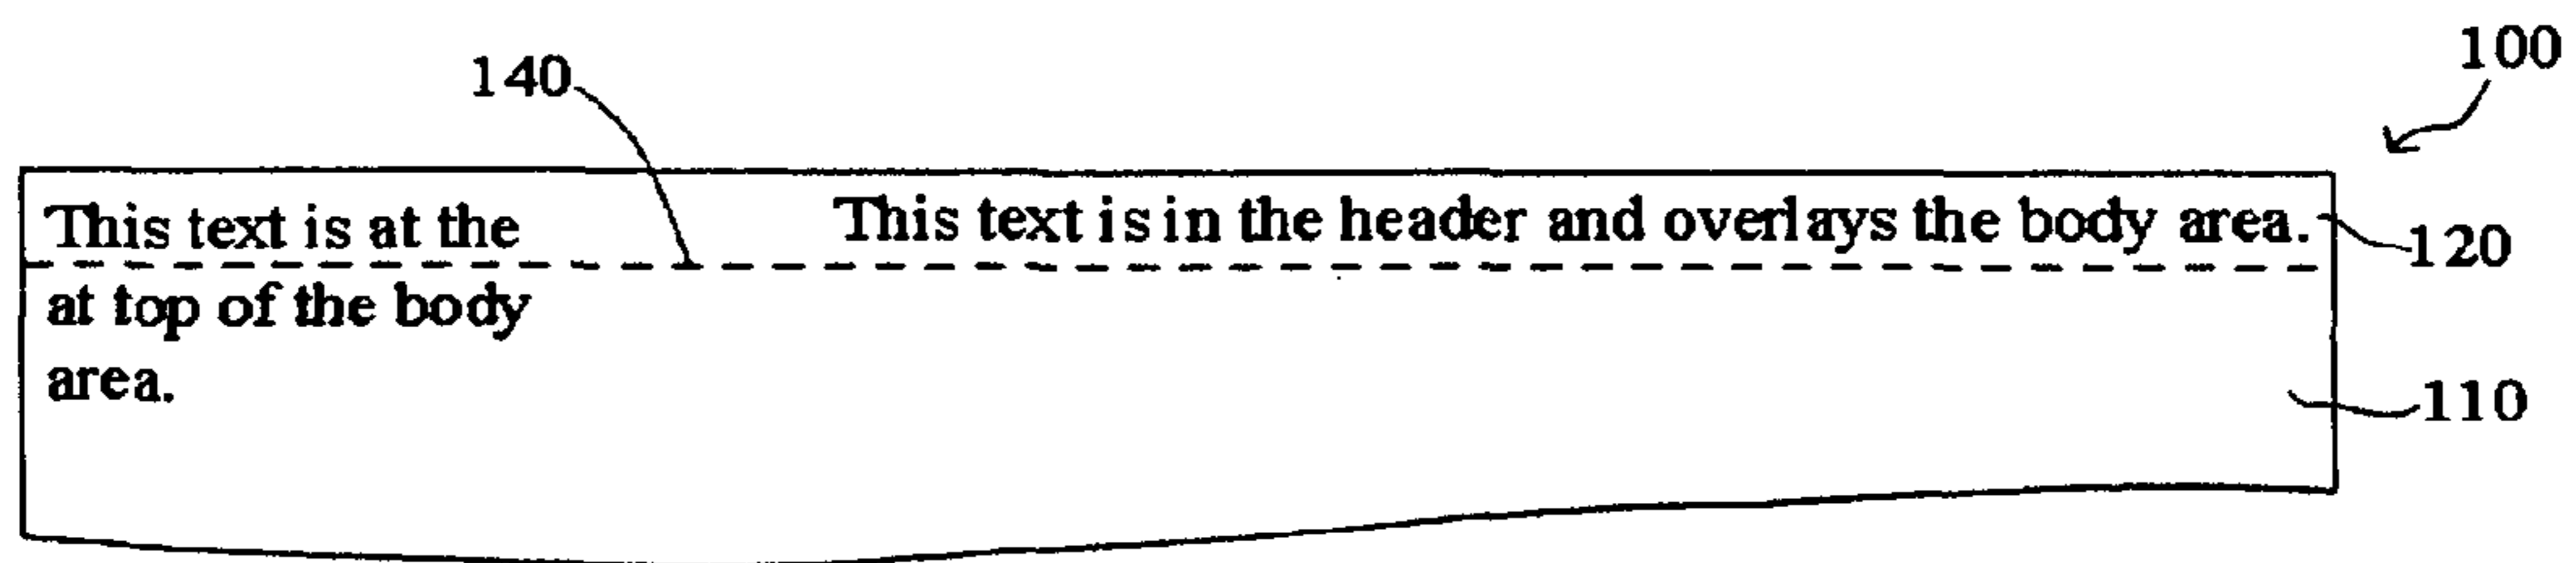 100
140
This text is at the
This text is in the header and overlays the body area.
120
at top of the body
area.
110